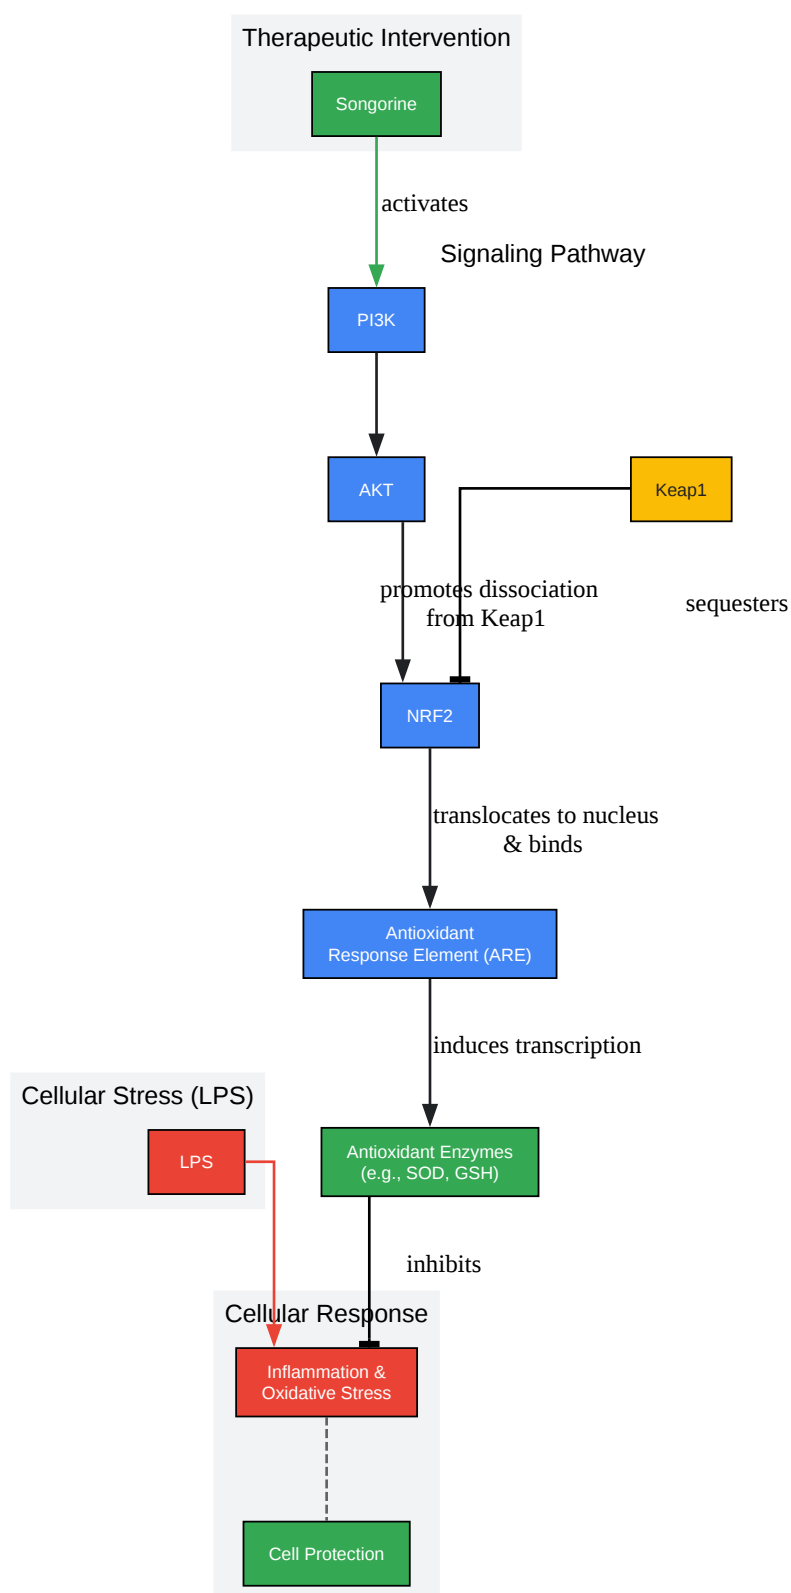 Therapeutic Intervention
Songorine
activates
Signaling Pathway
PI3K
AKT
Keap1
promotes dissociation
from Keap1
sequesters
NRF2
translocates to nucleus
& binds
Antioxidant
Response Element (ARE)
induces transcription
Cellular Stress (LPS)
LPS
Antioxidant Enzymes
(e.g., SOD, GSH)
inhibits
Cellular Response
Inflammation &
Oxidative Stress
Cell Protection